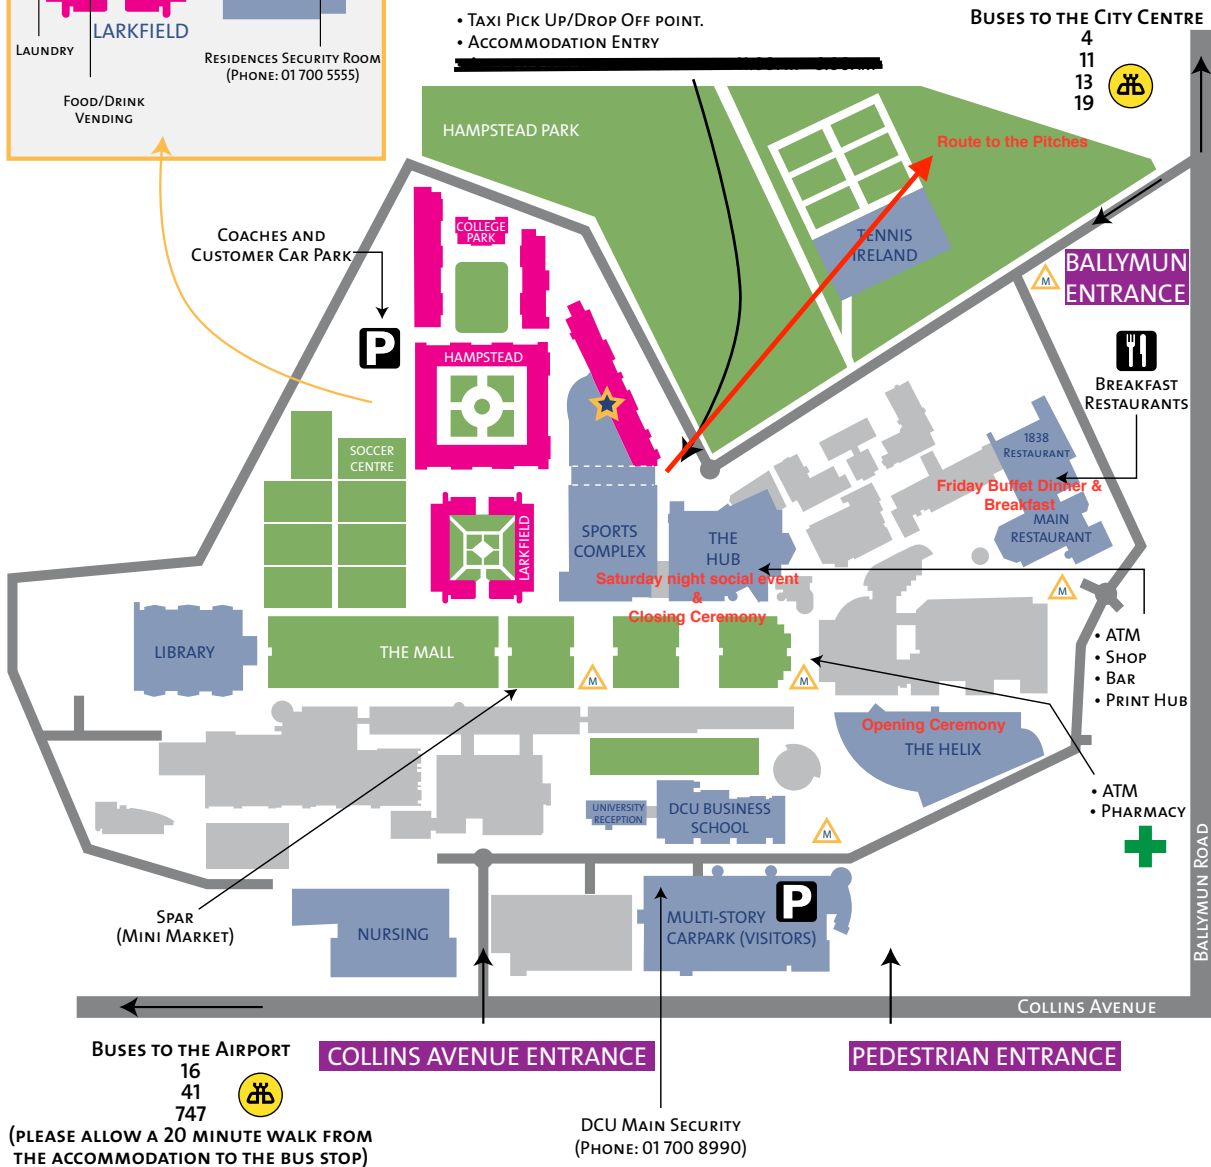 LARKFIELD
LAUNDRY
RESIDENCES SECURITY ROOM
(PHONE: 01 700 5555)
FOOD/DRINK
VENDING
• TAXI PICK UP/DROP OFF POINT.
• ACCOMMODATION ENTRY
BUSES TO THE CITY CENTRE
4
11
13
19
HAMPSTEAD PARK
Route to the Pitches
COLLEGE
PARK
COACHES AND
CUSTOMER CAR PARK
P
TENNIS
IRELAND
M
BALLYMUN
ENTRANCE
HAMPSTEAD
BREAKFAST
RESTAURANTS
SOCCER
CENTRE
1838
RESTAURANT
Friday Buffet Dinner &
Breakfast
MAIN
RESTAURANT
LARKFIELD
SPORTS
COMPLEX
THE
HUB
Saturday night social event
&
Closing Ceremony
M
• ATM
• SHOP
• BAR
• PRINT HUB
LIBRARY
THE MALL
M
M
Opening Ceremony
THE HELIX
• ATM
• PHARMACY
UNIVERSITY
RECEPTION
DCU BUSINESS
SCHOOL
M
BALLYMUN ROAD
SPAR
(MINI MARKET)
NURSING
P
MULTI-STORY
CARPARK (VISITORS)
COLLINS AVENUE
BUSES TO THE AIRPORT
16
41
747
(PLEASE ALLOW A 20 MINUTE WALK FROM
THE ACCOMMODATION TO THE BUS STOP)
COLLINS AVENUE ENTRANCE
PEDESTRIAN ENTRANCE
DCU MAIN SECURITY
(PHONE: 01 700 8990)